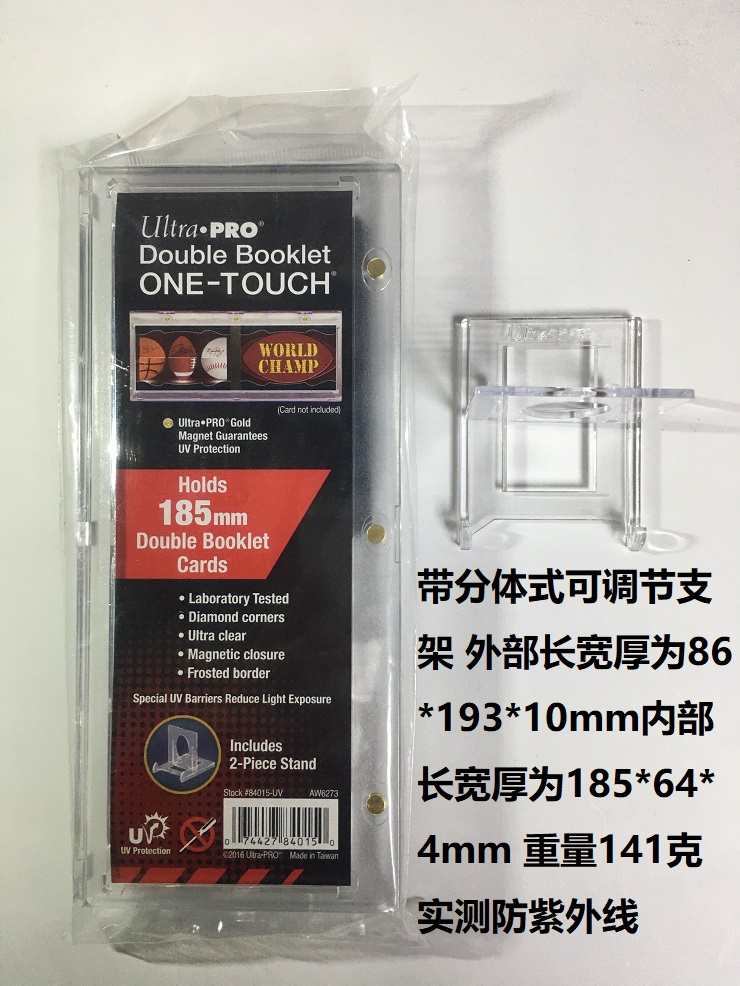 Ultra•PRO®
Double Booklet
ONE-TOUCH®
WORLD
CHAMP
(Card not included)
Ultra•PRO® Gold
Magnet Guarantees
UV Protection
Holds
185mm
Double Booklet
Cards
• Laboratory Tested
• Diamond corners
• Ultra clear
• Magnetic closure
• Frosted border
Special UV Barriers Reduce Light Exposure
Includes
2-Piece Stand
Stock #84015-UV AW6273
UV
UV Protection
0 74427 84015 0
©2016 Ultra•PRO® Made in Taiwan
带分体式可调节支
架 外部长宽厚为86
*193*10mm内部
长宽厚为185*64*
4mm 重量141克
实测防紫外线